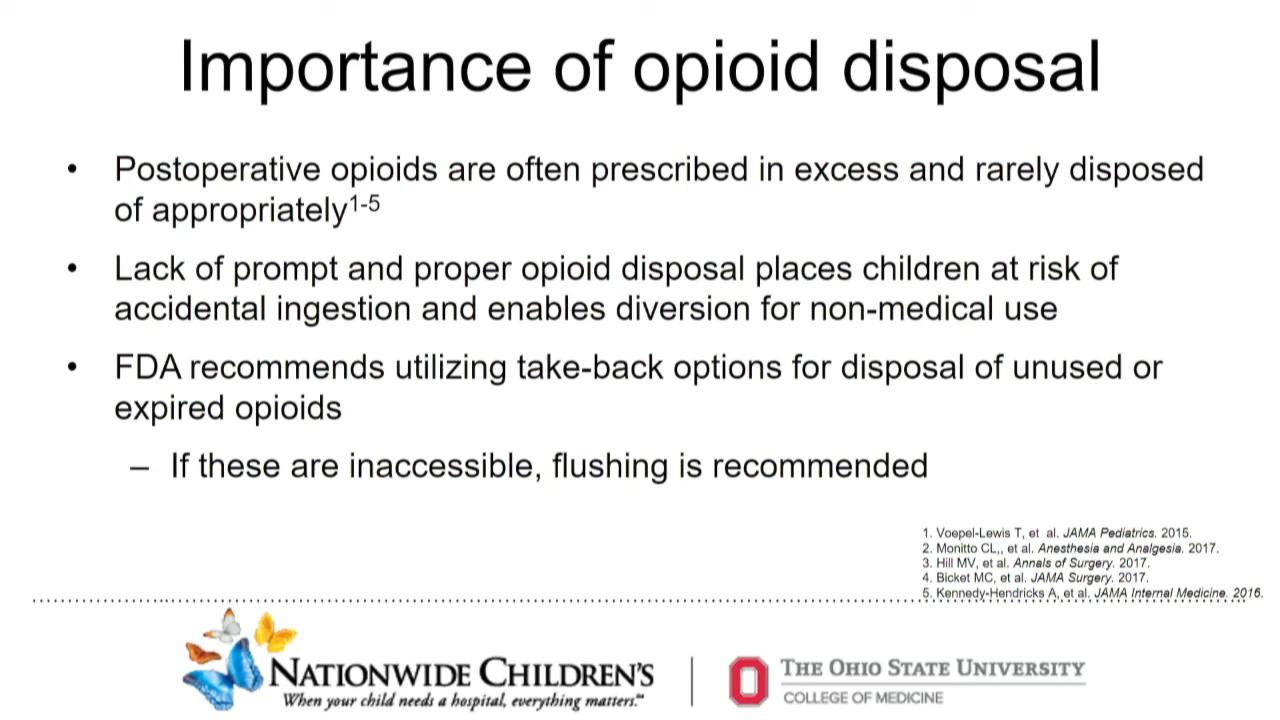 Importance of opioid disposal
• Postoperative opioids are often prescribed in excess and rarely disposed
of appropriately1-5
• Lack of prompt and proper opioid disposal places children at risk of
accidental ingestion and enables diversion for non-medical use
• FDA recommends utilizing take-back options for disposal of unused or
expired opioids
– If these are inaccessible, flushing is recommended
1. Voepel-Lewis T, et al. JAMA Pediatrics. 2015.
2. Monitto CL,, et al. Anesthesia and Analgesia. 2017.
3. Hill MV, et al. Annals of Surgery. 2017.
4. Bicket MC, et al. JAMA Surgery. 2017.
5. Kennedy-Hendricks A, et al. JAMA Internal Medicine. 2016.
NATIONWIDE CHILDREN'S
When your child needs a hospital, everything matters.℠
THE OHIO STATE UNIVERSITY
COLLEGE OF MEDICINE